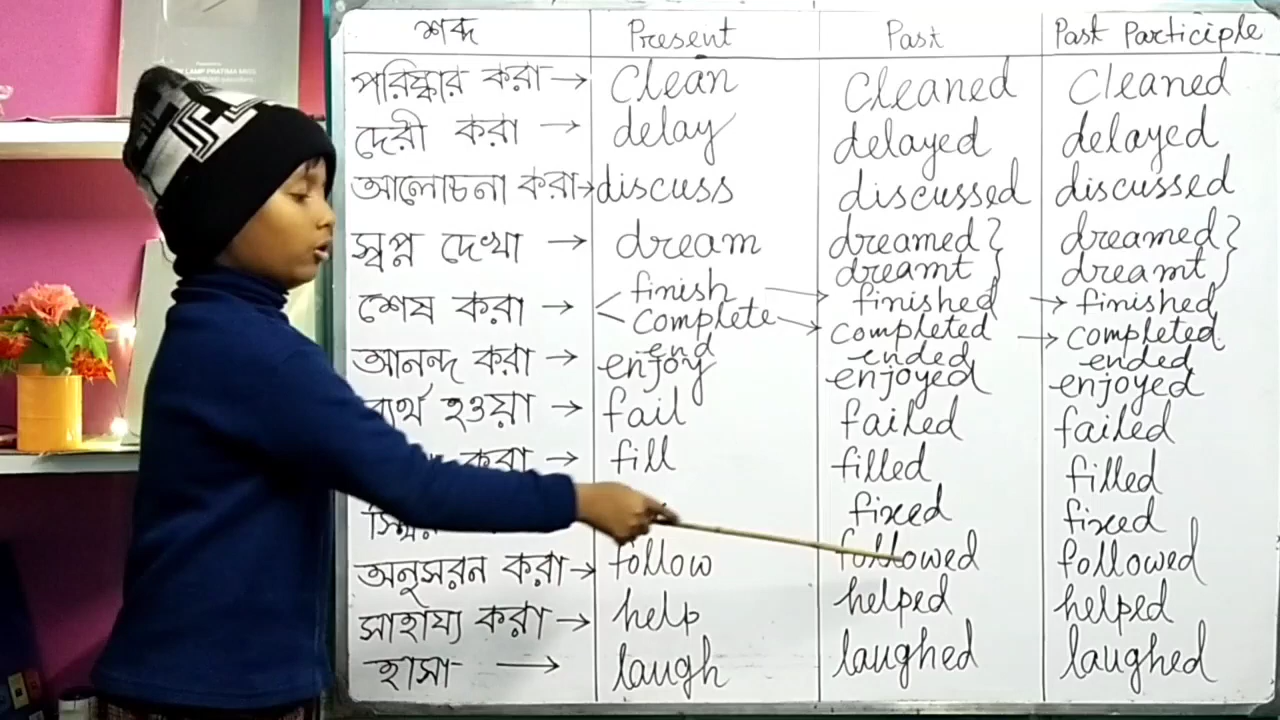 শব্দ Present Past Past Participle
পরিষ্কার করা → Clean Cleaned Cleaned
দেরী করা → delay delayed delayed
আলোচনা করা → discuss discussed discussed
স্বপ্ন দেখা → dream dreamed dreamed
dreamt dreamt
শেষ করা → finish → finished → finished
complete → completed → completed
end ended ended
আনন্দ করা → enjoy enjoyed enjoyed
ব্যর্থ হওয়া → fail failed failed
করা → fill filled filled
fixed fixed
অনুসরন করা → follow followed followed
সাহায্য করা → help helped helped
হাসা → laugh laughed laughed